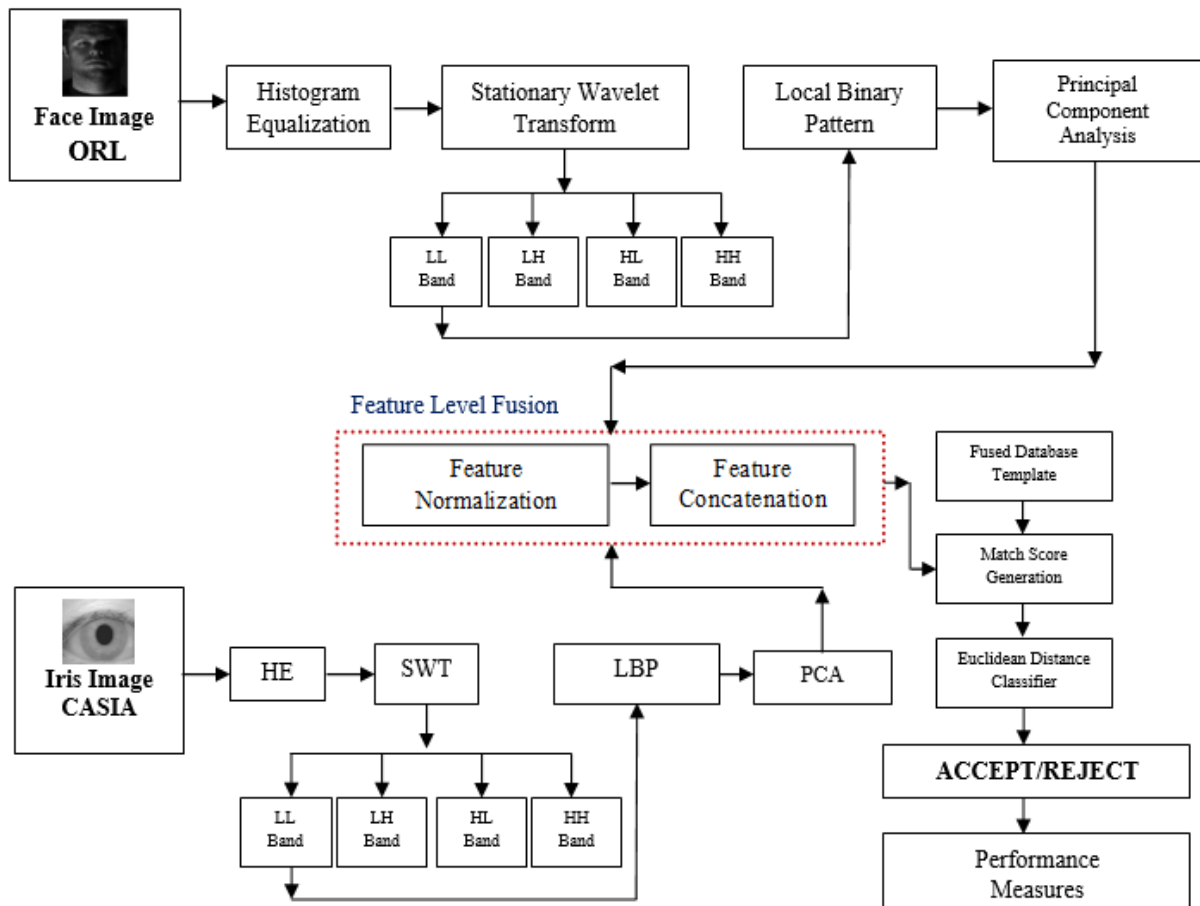 Face Image
ORL
Histogram
Equalization
Stationary Wavelet
Transform
Local Binary
Pattern
Principal
Component
Analysis
LL
Band
LH
Band
HL
Band
HH
Band
Feature Level Fusion
Feature
Normalization
Feature
Concatenation
Fused Database
Template
Match Score
Generation
Euclidean Distance
Classifier
ACCEPT/REJECT
Performance
Measures
Iris Image
CASIA
HE
SWT
LBP
PCA
LL
Band
LH
Band
HL
Band
HH
Band